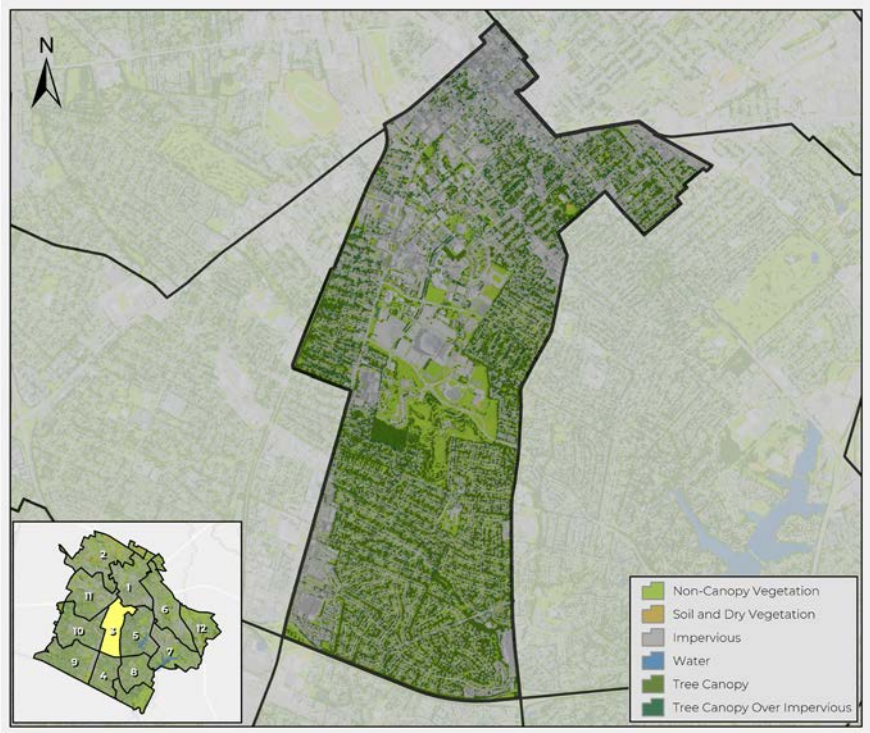 N
2
1
11
6
3
10
5
12
7
9
4
8
Non-Canopy Vegetation
Soil and Dry Vegetation
Impervious
Water
Tree Canopy
Tree Canopy Over Impervious